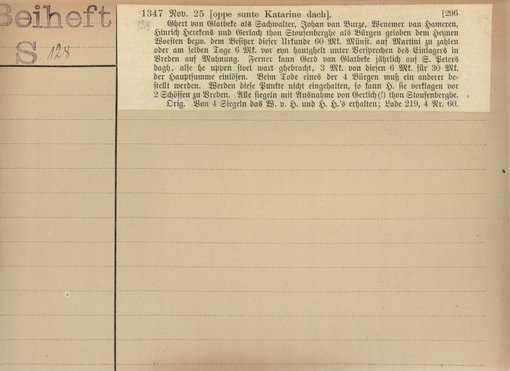 Beiheft
S 128
1347 Nov. 25 [oppe sunte Katarine dach]. [296
128
Ghert van Glatbeke als Sachwalter, Johan van Burze, Wenemer van Hameren,
Hinrich Herekens und Gerlach thon Stousenberghe als Bürgen geloben dem Heynen
Woesten bezw. dem Besitzer dieser Urkunde 60 Mk. Münst. auf Martini zu zahlen
oder am selben Tage 6 Mk. vor eyn hantghelt unter Versprechen des Einlagers in
Vreden auf Mahnung. Ferner kann Gerd van Glatbeke jährlich auf S. Peters
dagh, alse he uppen stoel wart ghebracht, 3 Mk. von diesen 6 für 30 Mk.
der Hauptsumme einlösen. Beim Tode eines der 4 Bürgen muß ein anderer be-
stellt werden. Werden diese Punkte nicht eingehalten, so kann H. sie verklagen vor
2 Schöffen zu Vreden. Alle siegeln mit Ausnahme von Gerlich(!) thon Stousenberghe.
Orig. Von 4 Siegeln das W. v. H. und H. H.'s erhalten; Lade 219, 4 Nr. 60.